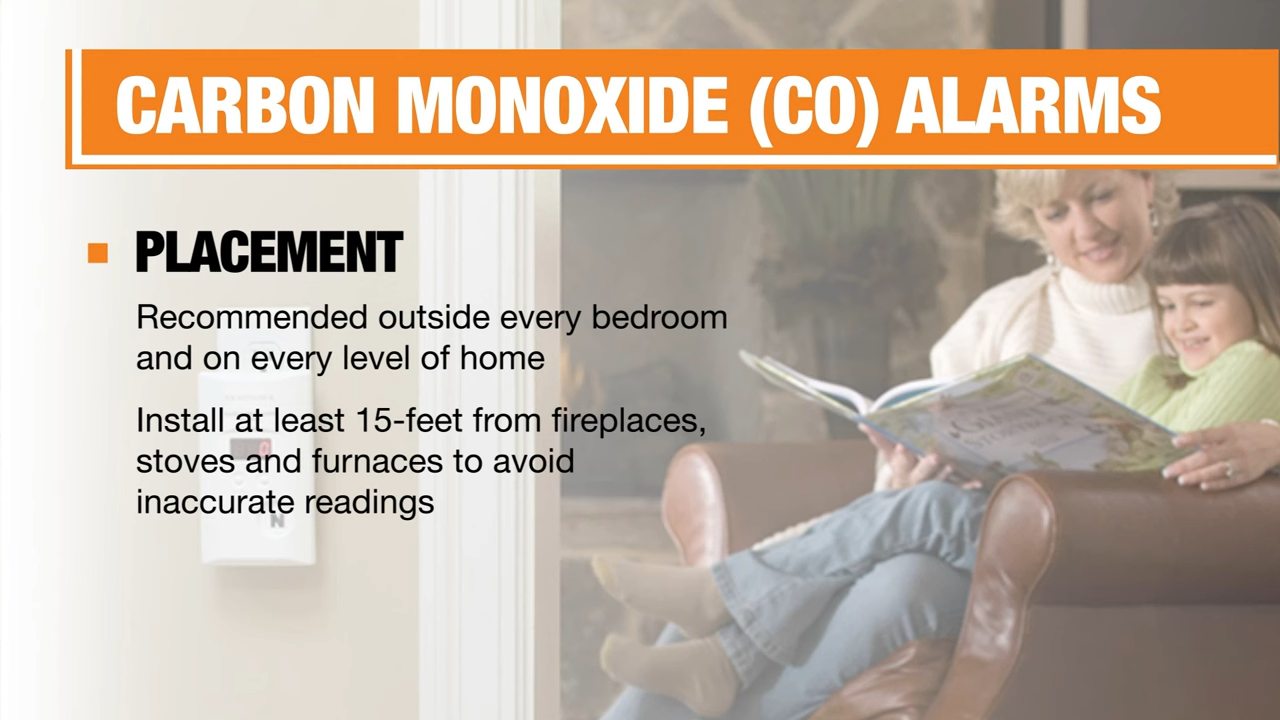 CARBON MONOXIDE (CO) ALARMS
PLACEMENT
Recommended outside every bedroom
and on every level of home
Install at least 15-feet from fireplaces,
stoves and furnaces to avoid
inaccurate readings
N